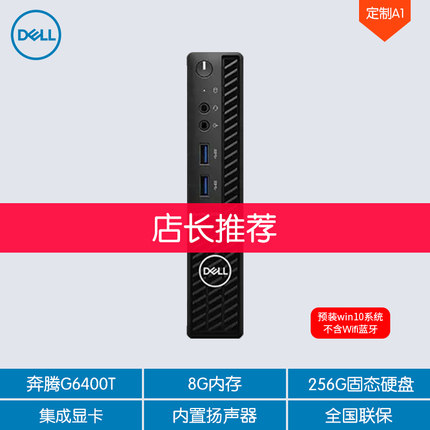 DELL
定制A1
店长推荐
DELL
预装win10系统
不含Wifi蓝牙
奔腾G6400T
8G内存
256G固态硬盘
集成显卡
内置扬声器
全国联保